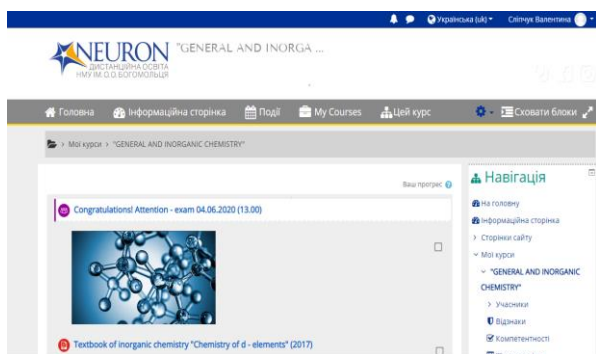 Українська (uk) Сліпчук Валентина
NEURON
ДИСТАНЦІЙНА ОСВІТА
НМУ ІМ. О.О.БОГОМОЛЬЦЯ
"GENERAL AND INORGA ...
Головна Інформаційна сторінка Події My Courses Цей курс Сховати блоки
Мої курси "GENERAL AND INORGANIC CHEMISTRY"
Ваш прогрес
Congratulations! Attention - exam 04.06.2020 (13.00)
Textbook of inorganic chemistry "Chemistry of d - elements" (2017)
Навігація
На головну
Інформаційна сторінка
Сторінки сайту
Мої курси
"GENERAL AND INORGANIC
CHEMISTRY"
Учасники
Відзнаки
Компетентності